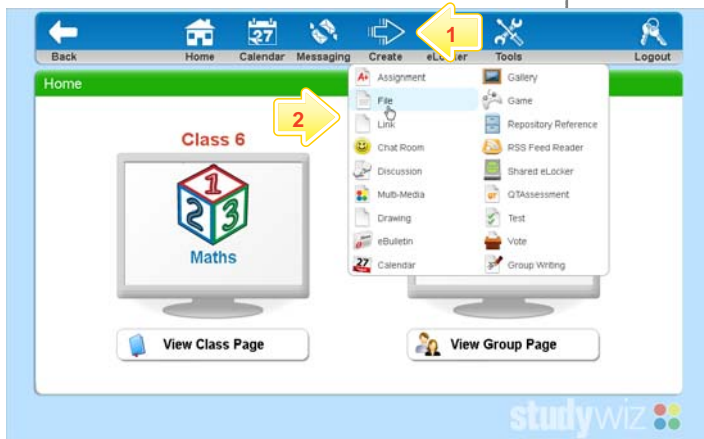 27
1
Back Home Calendar Messaging Create eLocker Tools Logout
Home
A+ Assignment Gallery
File Game
2
Link Repository Reference
Class 6
Chat Room RSS Feed Reader
Discussion Shared eLocker
1
2 3
Multi-Media QTAssessment
Drawing Test
eBulletin Vote
Maths
27 Calendar Group Writing
View Class Page View Group Page
studywiz